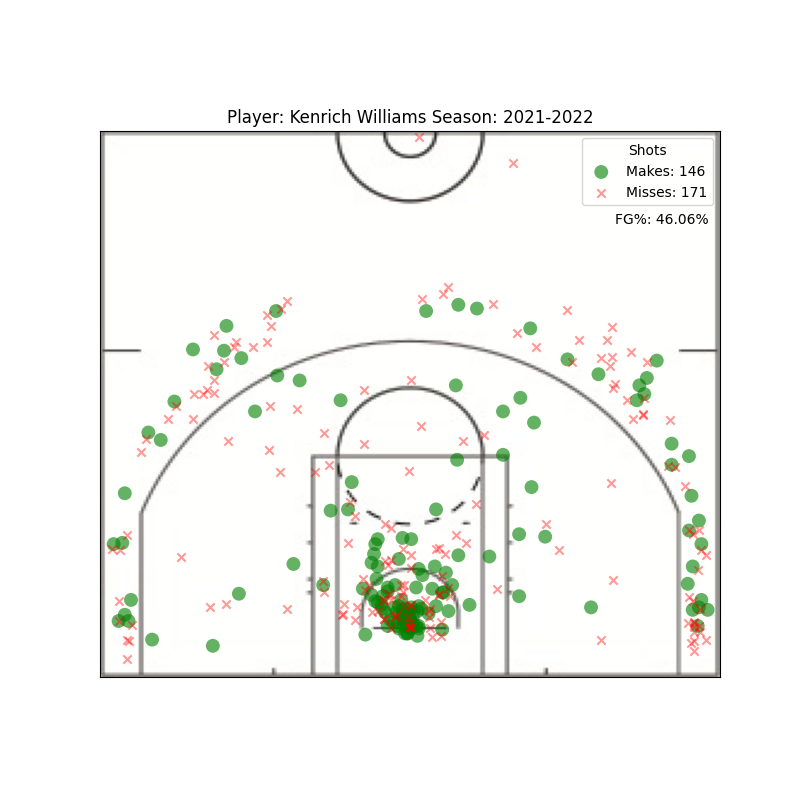 Player: Kenrich Williams Season: 2021-2022
Shots
Makes: 146
Misses: 171
FG%: 46.06%